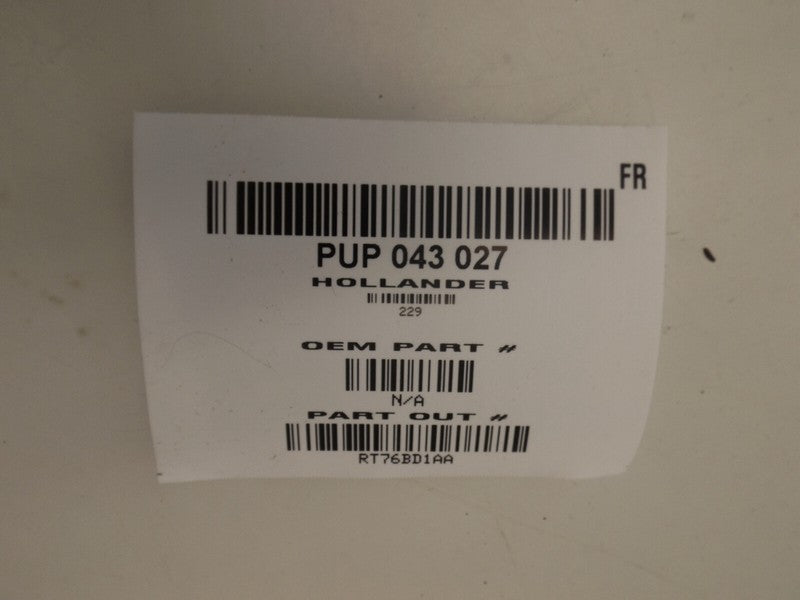 FR
PUP 043 027
HOLLANDER
229
OEM PART #
N/A
PART OUT #
RT76BD1AA